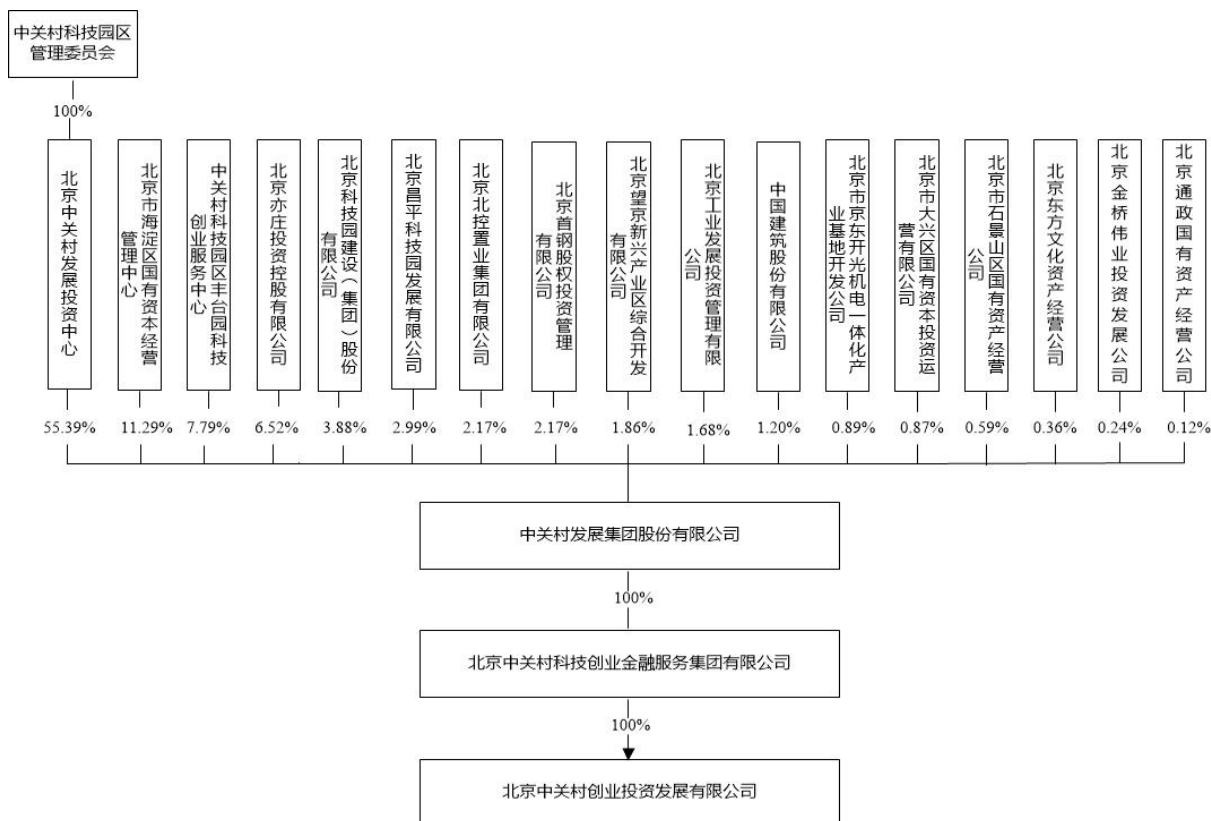 中关村科技园区
管理委员会
100%
北京中关村发展投资中心
北京市海淀区国有资本经营
管理中心
中关村科技园区丰台园科技
创业服务中心
北京亦庄投资控股有限公司
北京科技园建设（集团）股份
有限公司
北京昌平科技园发展有限公司
北京北控置业集团有限公司
北京首钢股权投资管理
有限公司
北京望京新兴产业区综合开发
有限公司
北京工业发展投资管理有限
公司
中国建筑股份有限公司
北京市京东开光机电一体化产
业基地开发公司
北京市大兴区国有资本投资运
营有限公司
北京市石景山区国有资产经营
公司
北京东方文化资产经营公司
北京金桥伟业投资发展公司
北京通政国有资产经营公司
55.39%
11.29%
7.79%
6.52%
3.88%
2.99%
2.17%
2.17%
1.86%
1.68%
1.20%
0.89%
0.87%
0.59%
0.36%
0.24%
0.12%
中关村发展集团股份有限公司
100%
北京中关村科技创业金融服务集团有限公司
100%
北京中关村创业投资发展有限公司